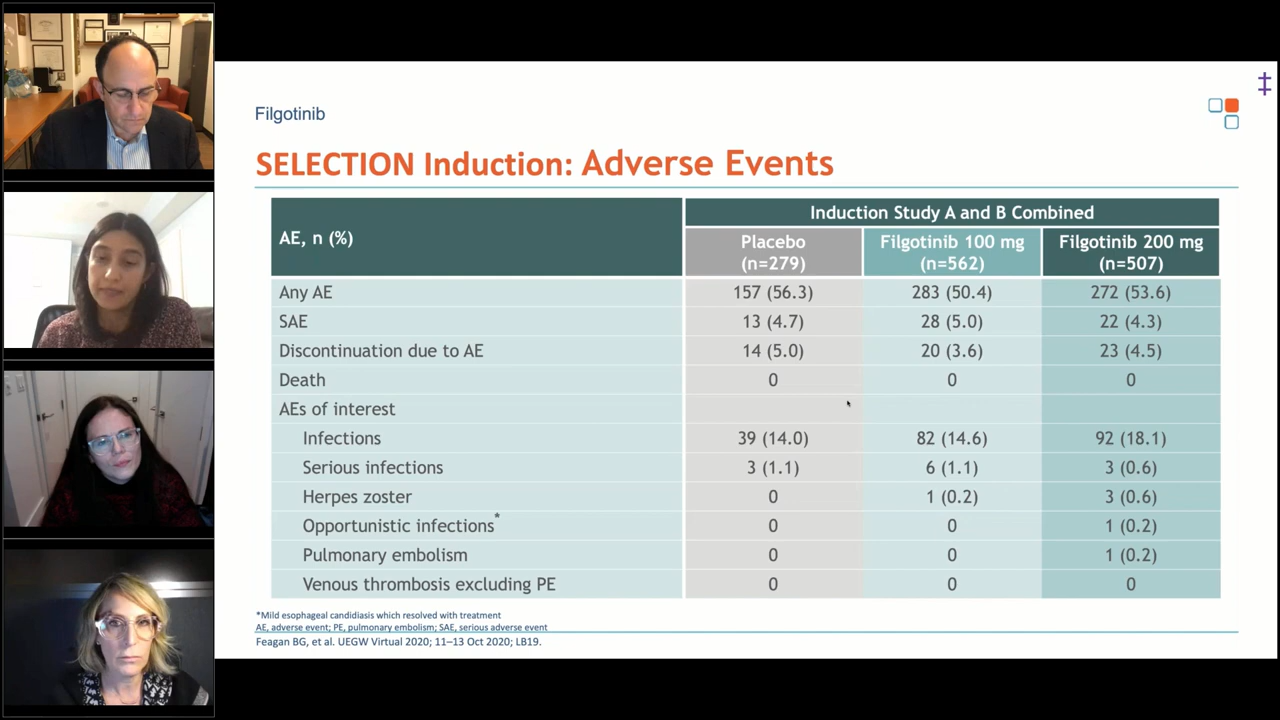 Filgotinib
‡
SELECTION Induction: Adverse Events
AE, n (%)
Induction Study A and B Combined
Placebo (n=279)
Filgotinib 100 mg (n=562)
Filgotinib 200 mg (n=507)
Any AE 157 (56.3) 283 (50.4) 272 (53.6)
SAE 13 (4.7) 28 (5.0) 22 (4.3)
Discontinuation due to AE 14 (5.0) 20 (3.6) 23 (4.5)
Death 0 0 0
AEs of interest
Infections 39 (14.0) 82 (14.6) 92 (18.1)
Serious infections 3 (1.1) 6 (1.1) 3 (0.6)
Herpes zoster 0 1 (0.2) 3 (0.6)
Opportunistic infections* 0 0 1 (0.2)
Pulmonary embolism 0 0 1 (0.2)
Venous thrombosis excluding PE 0 0 0
*Mild esophageal candidiasis which resolved with treatment
AE, adverse event; PE, pulmonary embolism; SAE, serious adverse event
Feagan BG, et al. UEGW Virtual 2020; 11–13 Oct 2020; LB19.